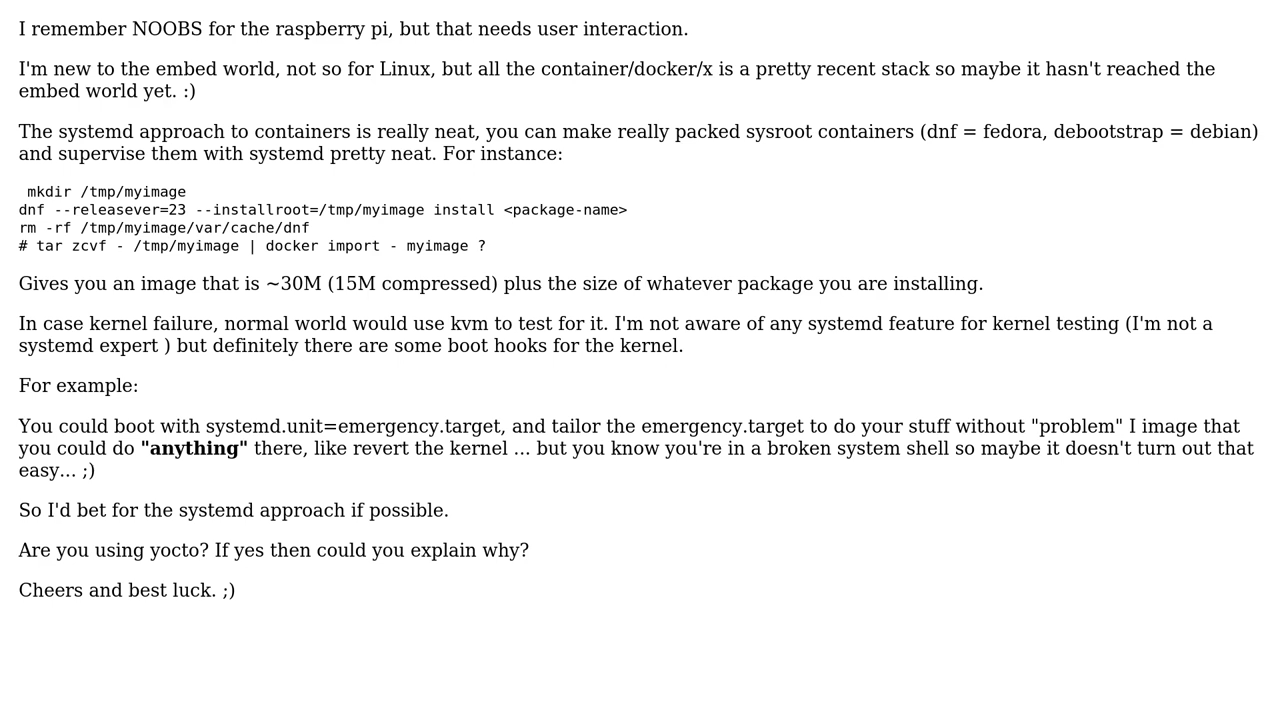 I remember NOOBS for the raspberry pi, but that needs user interaction.
I'm new to the embed world, not so for Linux, but all the container/docker/x is a pretty recent stack so maybe it hasn't reached the
embed world yet. :)
The systemd approach to containers is really neat, you can make really packed sysroot containers (dnf = fedora, debootstrap = debian)
and supervise them with systemd pretty neat. For instance:
mkdir /tmp/myimage
dnf --releasever=23 --installroot=/tmp/myimage install <package-name>
rm -rf /tmp/myimage/var/cache/dnf
# tar zcvf - /tmp/myimage | docker import - myimage ?
Gives you an image that is ~30M (15M compressed) plus the size of whatever package you are installing.
In case kernel failure, normal world would use kvm to test for it. I'm not aware of any systemd feature for kernel testing (I'm not a
systemd expert ) but definitely there are some boot hooks for the kernel.
For example:
You could boot with systemd.unit=emergency.target, and tailor the emergency.target to do your stuff without "problem" I image that
you could do "anything" there, like revert the kernel ... but you know you're in a broken system shell so maybe it doesn't turn out that
easy... ;)
So I'd bet for the systemd approach if possible.
Are you using yocto? If yes then could you explain why?
Cheers and best luck. ;)